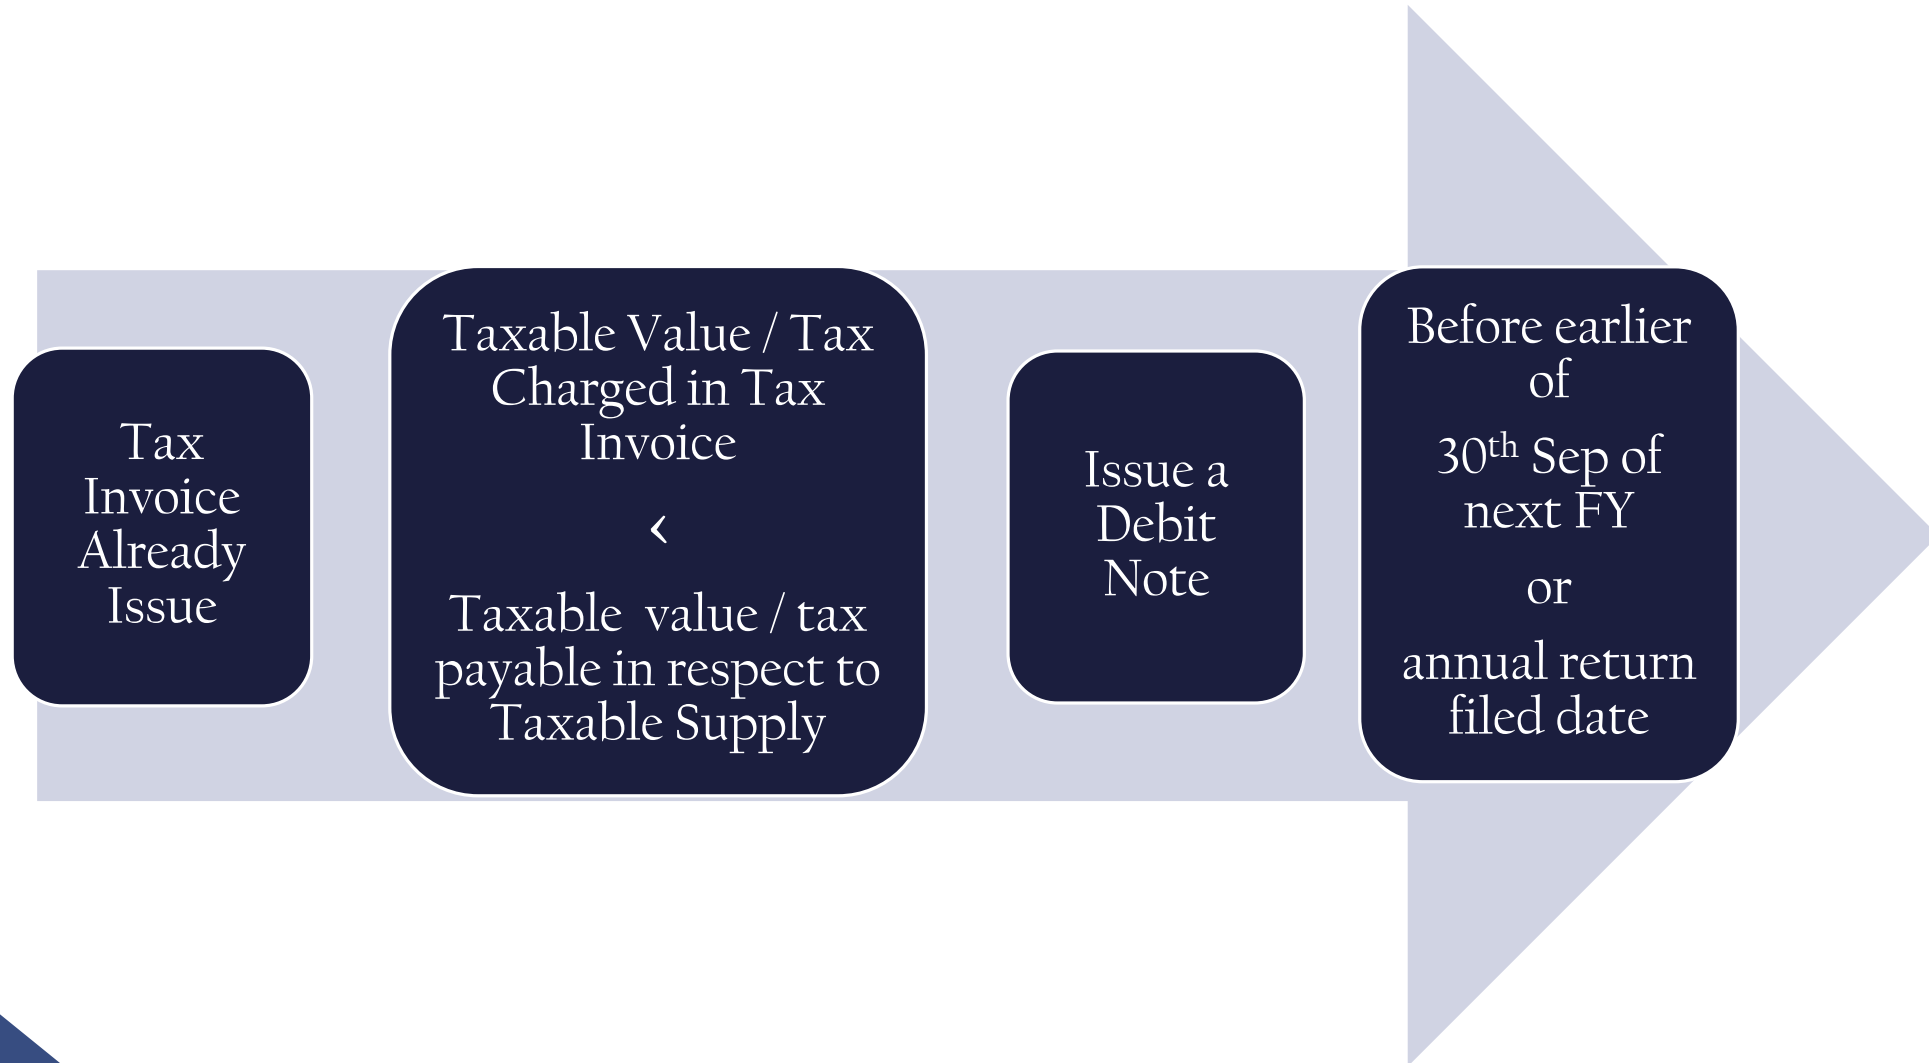 Tax
Invoice
Already
Issue
Taxable Value / Tax
Charged in Tax
Invoice
<
Taxable value / tax
payable in respect to
Taxable Supply
Issue a
Debit
Note
Before earlier
of
30th Sep of
next FY
or
annual return
filed date